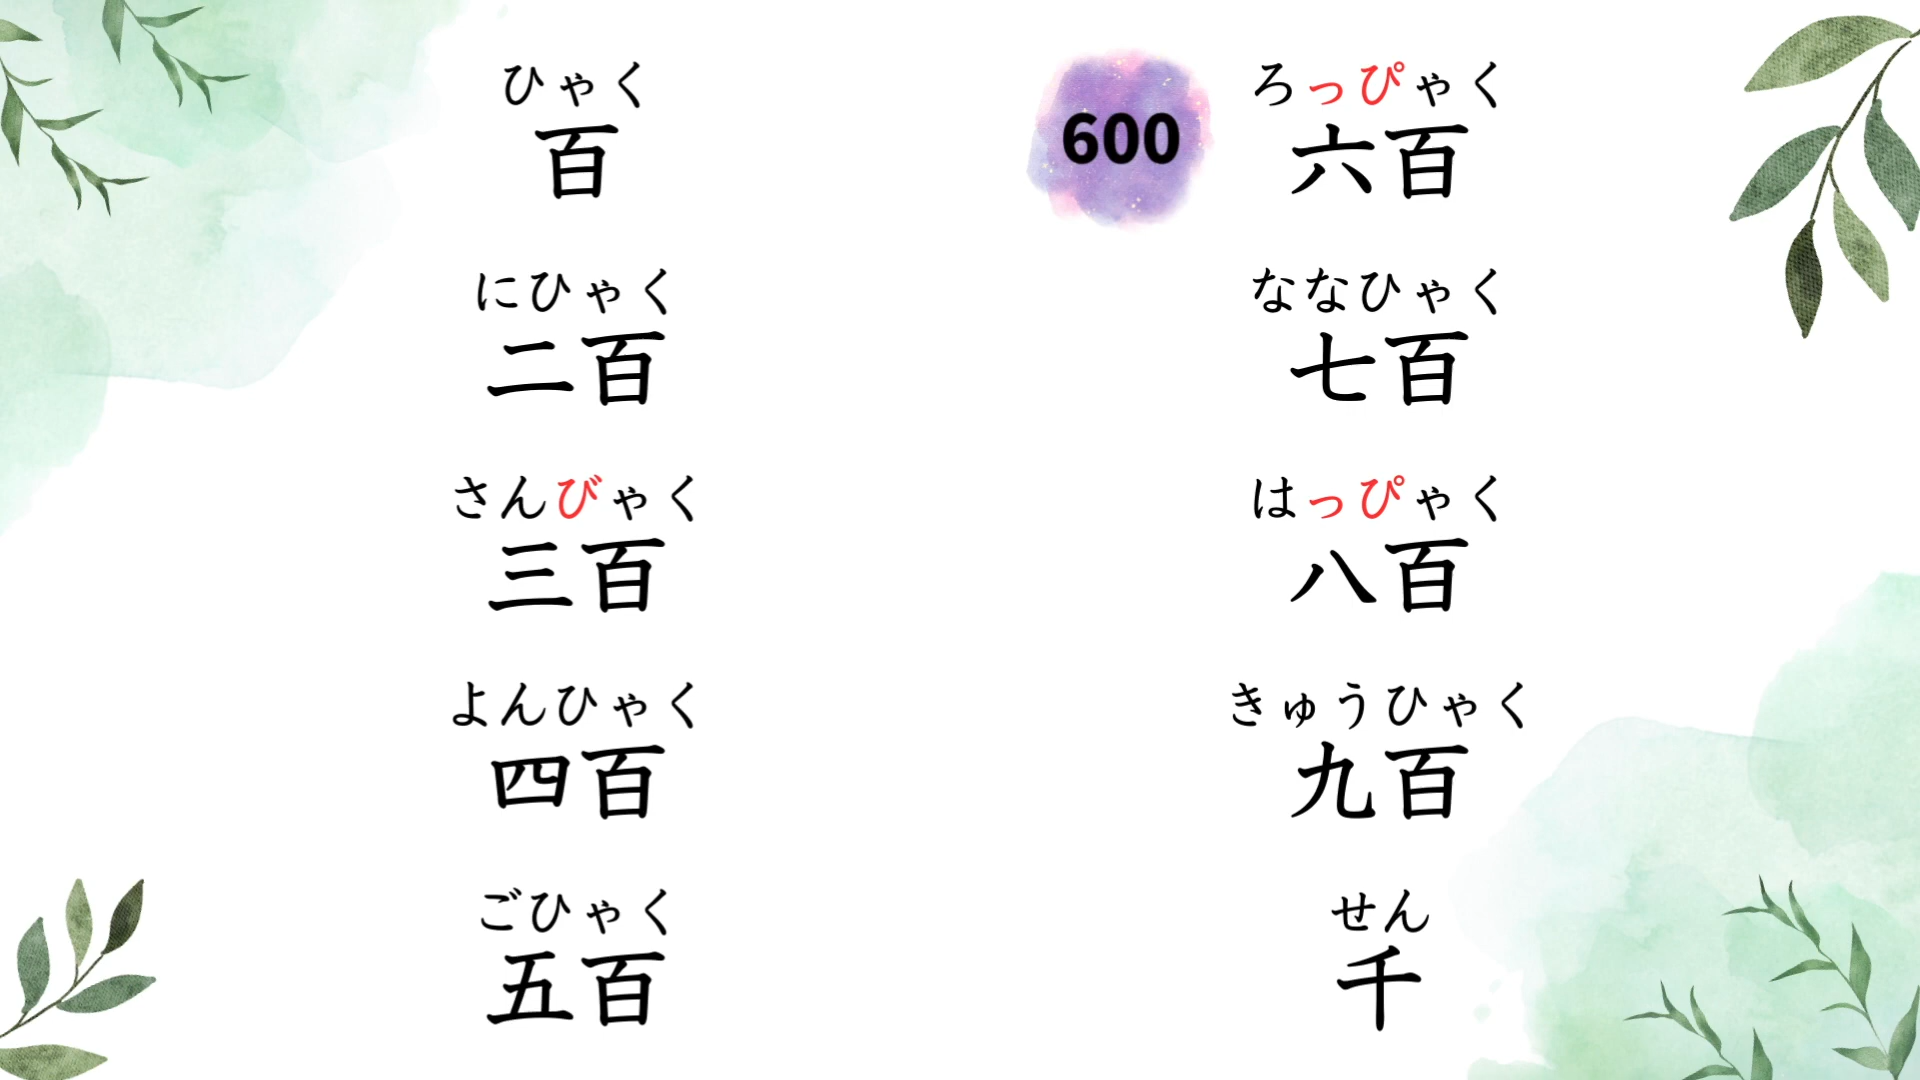 ひゃく
百
にひゃく
二百
さんびゃく
三百
よんひゃく
四百
ごひゃく
五百
600
ろっぴゃく
六百
ななひゃく
七百
はっぴゃく
八百
きゅうひゃく
九百
せん
千